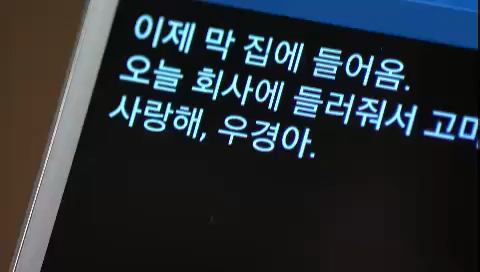 이제 막 집에 들어옴.
오늘 회사에 들러줘서
사랑해, 우경아.